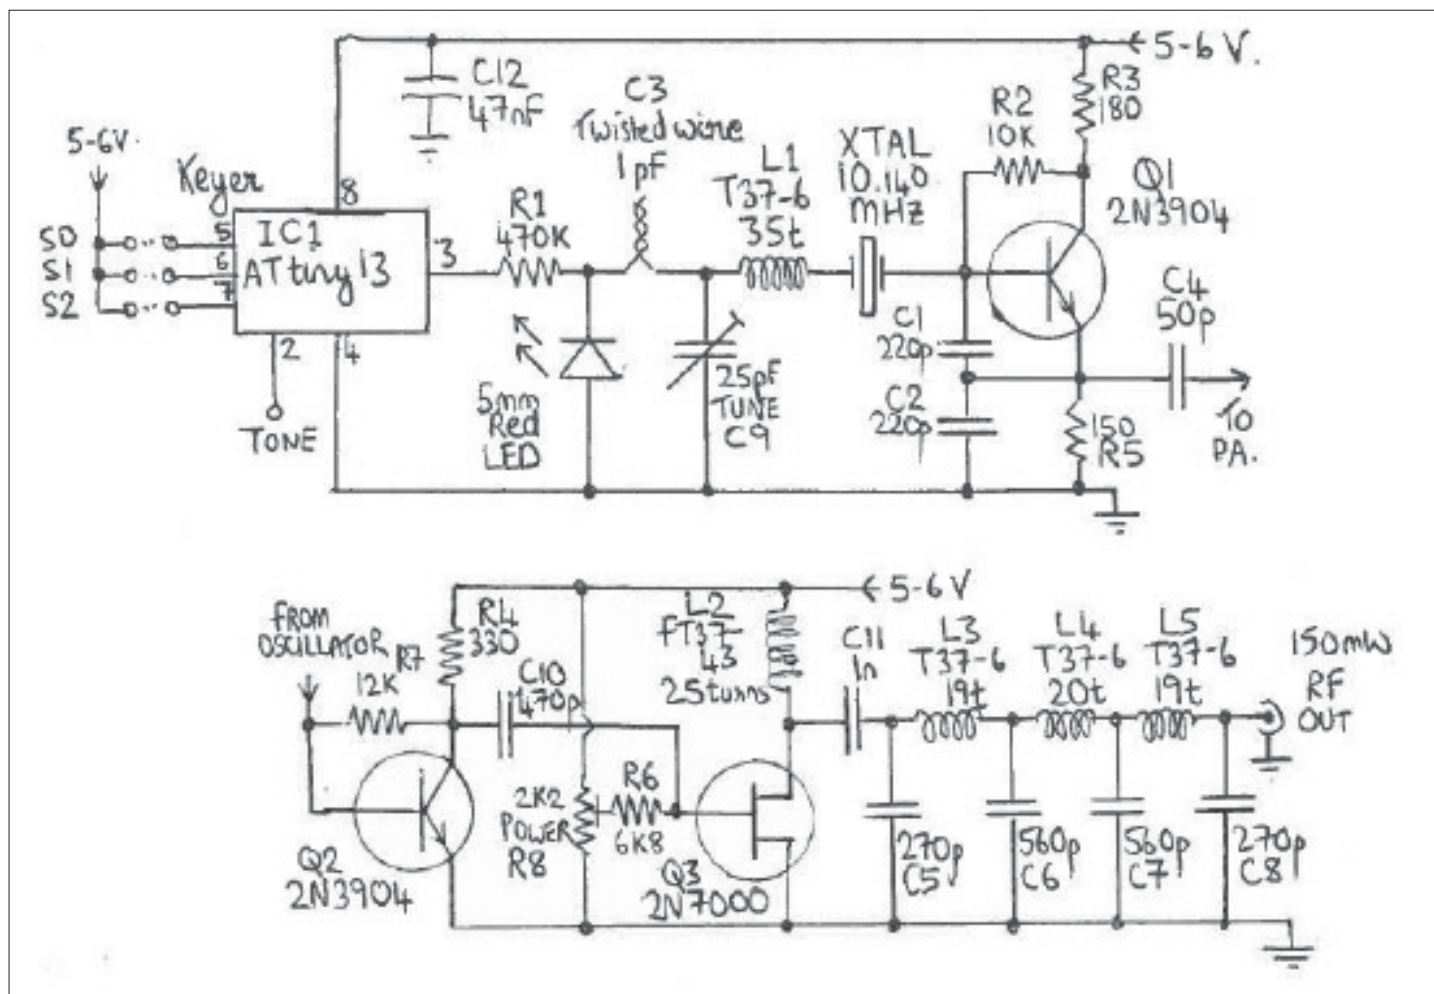 5-6 V.
C12
47nF
C3
Twisted wire
1pF
R2
10K
R3
180
5-6V.
Keyer
8
L1
T37-6
35t
XTAL
10.140
MHZ
Q1
2N3904
R1
470K
S0
5
IC1
3
S1
6
ATtiny13
S2
7
C4
50p
2
4
C1
220p
TONE
5mm
Red
LED
25pF
TUNE
C9
C2
220p
150
R5
TO
PA.
5-6V
FROM
OSCILLATOR
R7
12K
R4
330
C10
470p
L2
FT37-
43
25turns
C11
1n
L3
T37-6
19t
L4
T37-6
20t
L5
T37-6
19t
150mW
RF
OUT
2K2
POWER
R8
R6
6K8
Q2
2N3904
Q3
2N7000
270p
C5
560p
C6
560p
C7
270p
C8